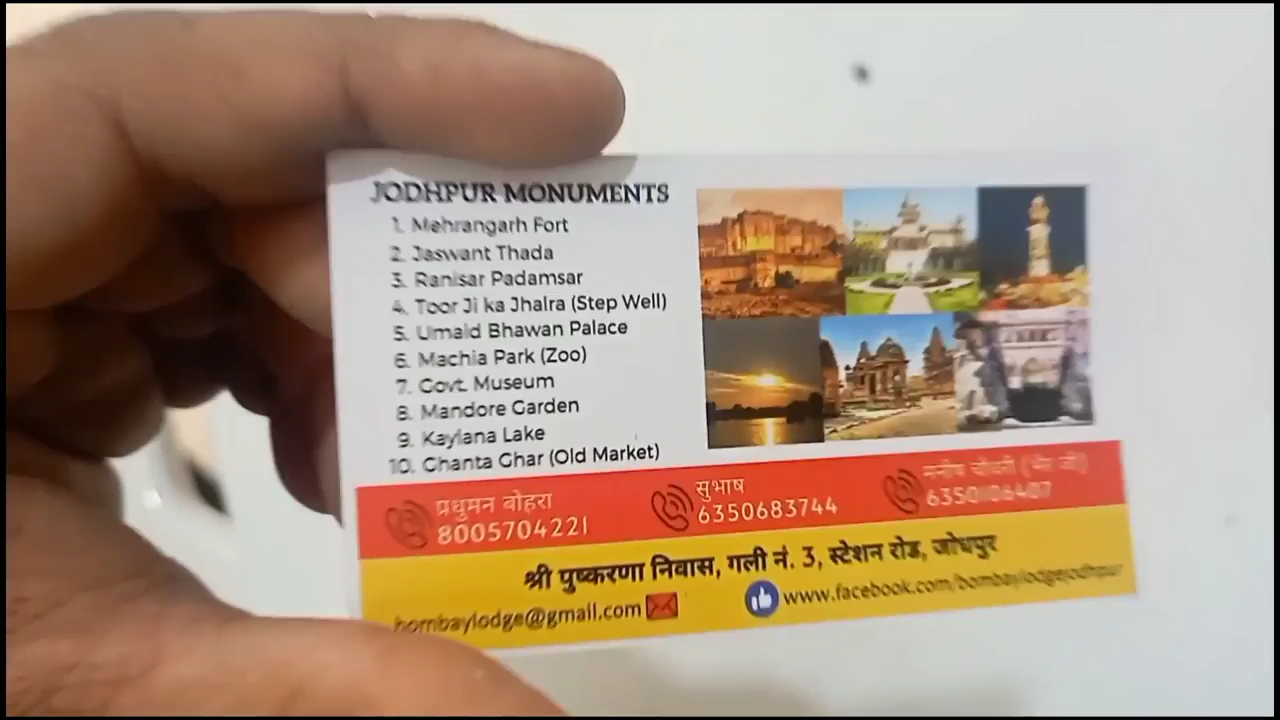 JODHPUR MONUMENTS
1. Mehrangarh Fort
2. Jaswant Thada
3. Ranisar Padamsar
4. Toor Ji ka Jhalra (Step Well)
5. Umaid Bhawan Palace
6. Machia Park (Zoo)
7. Govt. Museum
8. Mandore Garden
9. Kaylana Lake
10. Ghanta Ghar (Old Market)
प्रधुमन बोहरा
8005704221
सुभाष
6350683744
श्री पुष्करणा निवास, गली नं. 3, स्टेशन रोड, जोधपुर
bombaylodge@gmail.com
www.facebook.com/bombaylodgejodhpur